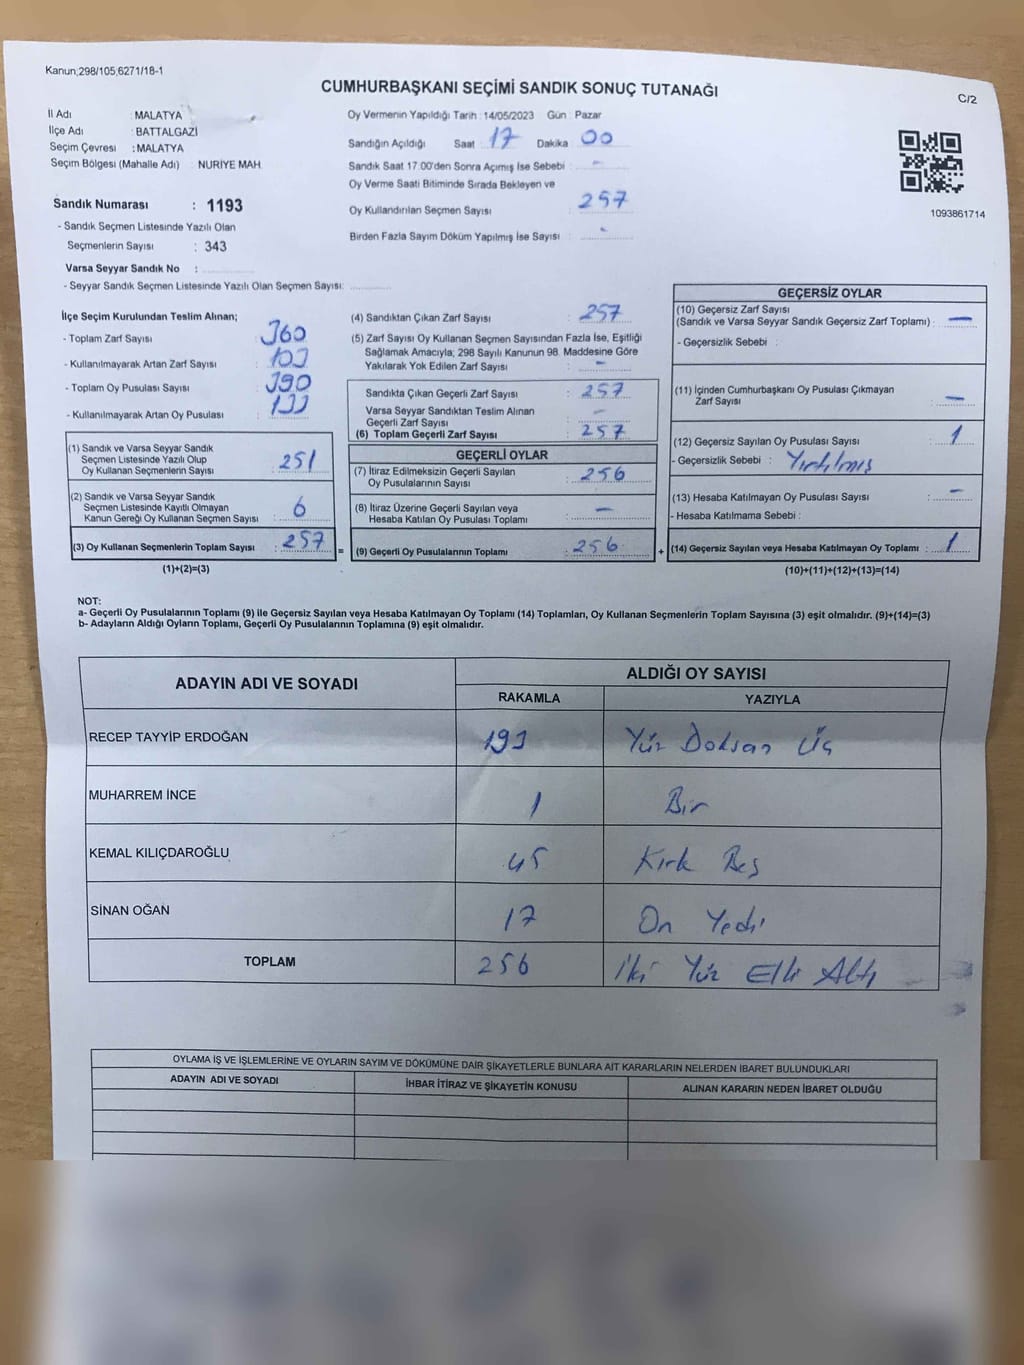 Kanun;298/105;6271/18-1
CUMHURBAŞKANI SEÇİMİ SANDIK SONUÇ TUTANAĞI
C/2
İl Adı : MALATYA
İlçe Adı : BATTALGAZİ
Seçim Çevresi : MALATYA
Seçim Bölgesi (Mahalle Adı) : NURİYE MAH.
Sandık Numarası : 1193
- Sandık Seçmen Listesinde Yazılı Olan
Seçmenlerin Sayısı : 343
Varsa Seyyar Sandık No :
- Seyyar Sandık Seçmen Listesinde Yazılı Olan Seçmen Sayısı:
Oy Vermenin Yapıldığı Tarih : 14/05/2023 Gün : Pazar
Sandığın Açıldığı Saat : 17 Dakika 00
Sandık Saat 17:00'den Sonra Açımış İse Sebebi : -
Oy Verme Saati Bitiminde Sırada Bekleyen ve
Oy Kullandırılan Seçmen Sayısı : 257
Birden Fazla Sayım Döküm Yapılmış İse Sayısı : -
1093861714
İlçe Seçim Kurulundan Teslim Alınan;
- Toplam Zarf Sayısı : 360
- Kullanılmayarak Artan Zarf Sayısı : 103
- Toplam Oy Pusulası Sayısı : 390
- Kullanılmayarak Artan Oy Pusulası : 133
(1) Sandık ve Varsa Seyyar Sandık
Seçmen Listesinde Yazılı Olup
Oy Kullanan Seçmenlerin Sayısı : 251
(2) Sandık ve Varsa Seyyar Sandık
Seçmen Listesinde Kayıtlı Olmayan
Kanun Gereği Oy Kullanan Seçmen Sayısı : 6
(3) Oy Kullanan Seçmenlerin Toplam Sayısı : 257
(1)+(2)=(3)
(4) Sandıktan Çıkan Zarf Sayısı : 257
(5) Zarf Sayısı Oy Kullanan Seçmen Sayısından Fazla İse, Eşitliği
Sağlamak Amacıyla; 298 Sayılı Kanunun 98. Maddesine Göre
Yakılarak Yok Edilen Zarf Sayısı : -
Sandıkta Çıkan Geçerli Zarf Sayısı : 257
Varsa Seyyar Sandıktan Teslim Alınan
Geçerli Zarf Sayısı : -
(6) Toplam Geçerli Zarf Sayısı : 257
GEÇERLİ OYLAR
(7) İtiraz Edilmeksizin Geçerli Sayılan
Oy Pusulalarının Sayısı : 256
(8) İtiraz Üzerine Geçerli Sayılan veya
Hesaba Katılan Oy Pusulası Toplamı : -
= (9) Geçerli Oy Pusulalarının Toplamı : 256
GEÇERSİZ OYLAR
(10) Geçersiz Zarf Sayısı
(Sandık ve Varsa Seyyar Sandık Geçersiz Zarf Toplamı) : -
- Geçersizlik Sebebi :
(11) İçinden Cumhurbaşkanı Oy Pusulası Çıkmayan
Zarf Sayısı : -
(12) Geçersiz Sayılan Oy Pusulası Sayısı : 1
- Geçersizlik Sebebi : Yırtılmış
(13) Hesaba Katılmayan Oy Pusulası Sayısı : -
- Hesaba Katılmama Sebebi :
+ (14) Geçersiz Sayılan veya Hesaba Katılmayan Oy Toplamı : 1
(10)+(11)+(12)+(13)=(14)
NOT:
a- Geçerli Oy Pusulalarının Toplamı (9) ile Geçersiz Sayılan veya Hesaba Katılmayan Oy Toplamı (14) Toplamları, Oy Kullanan Seçmenlerin Toplam Sayısına (3) eşit olmalıdır. (9)+(14)=(3)
b- Adayların Aldığı Oyların Toplamı, Geçerli Oy Pusulalarının Toplamına (9) eşit olmalıdır.
ADAYIN ADI VE SOYADI
ALDIĞI OY SAYISI
RAKAMLA YAZIYLA
RECEP TAYYİP ERDOĞAN 193 Yüz Doksan Üç
MUHARREM İNCE 1 Bir
KEMAL KILIÇDAROĞLU 45 Kırk Beş
SİNAN OĞAN 17 On Yedi
TOPLAM 256 İki Yüz Elli Altı
OYLAMA İŞ VE İŞLEMLERİNE VE OYLARIN SAYIM VE DÖKÜMÜNE DAİR ŞİKAYETLERLE BUNLARA AİT KARARLARIN NELERDEN İBARET BULUNDUKLARI
ADAYIN ADI VE SOYADI İHBAR İTİRAZ VE ŞİKAYETİN KONUSU ALINAN KARARIN NEDEN İBARET OLDUĞU